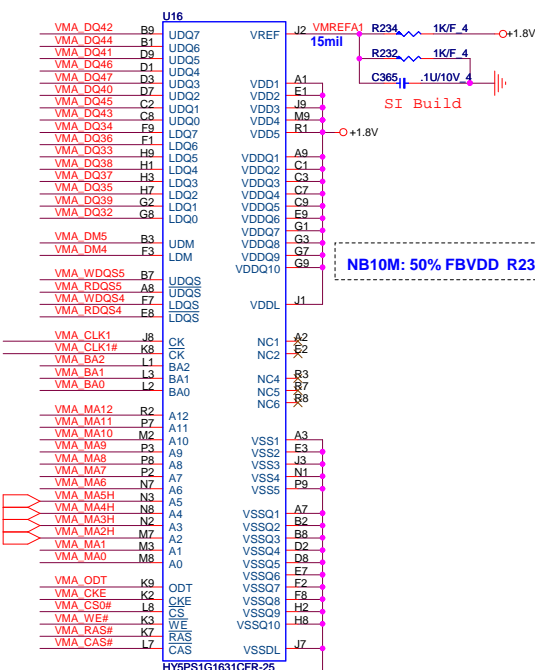 U16
VMA_DQ42 B9 UDQ7 VREF J2 VMREFA1 R234 1K/F_4 +1.8V
VMA_DQ44 B1 UDQ6 15mil
VMA_DQ41 D9 UDQ5 R232 1K/F_4
VMA_DQ46 D1 UDQ4
VMA_DQ47 D3 UDQ3 VDD1 A1 C365 .1U/10V_4
VMA_DQ40 D7 UDQ2 VDD2 E1 SI Build
VMA_DQ45 C2 UDQ1 VDD3 J9
VMA_DQ43 C8 UDQ0 VDD4 M9
VMA_DQ34 F9 LDQ7 VDD5 R1 +1.8V
VMA_DQ36 F1 LDQ6
VMA_DQ33 H9 LDQ5 VDDQ1 A9
VMA_DQ38 H1 LDQ4 VDDQ2 C1
VMA_DQ37 H3 LDQ3 VDDQ3 C3
VMA_DQ35 H7 LDQ2 VDDQ4 C7
VMA_DQ39 G2 LDQ1 VDDQ5 C9
VMA_DQ32 G8 LDQ0 VDDQ6 E9
VDDQ7 G1
VMA_DM5 B3 UDM VDDQ8 G3
VMA_DM4 F3 LDM VDDQ9 G7
VDDQ10 G9 NB10M: 50% FBVDD R23
VMA_WDQS5 B7 UDQS
VMA_RDQS5 A8 UDQS
VMA_WDQS4 F7 LDQS VDDL J1
VMA_RDQS4 E8 LDQS
VMA_CLK1 J8 CK NC1 A2
VMA_CLK1# K8 CK NC2 E2
VMA_BA2 L1 BA2
VMA_BA1 L3 BA1 NC4 R3
VMA_BA0 L2 BA0 NC5 R7
NC6 R8
VMA_MA12 R2 A12
VMA_MA11 P7 A11
VMA_MA10 M2 A10 VSS1 A3
VMA_MA9 P3 A9 VSS2 E3
VMA_MA8 P8 A8 VSS3 J3
VMA_MA7 P2 A7 VSS4 N1
VMA_MA6 N7 A6 VSS5 P9
VMA_MA5H N3 A5
VMA_MA4H N8 A4 VSSQ1 A7
VMA_MA3H N2 A3 VSSQ2 B2
VMA_MA2H M7 A2 VSSQ3 B8
VMA_MA1 M3 A1 VSSQ4 D2
VMA_MA0 M8 A0 VSSQ5 D8
VSSQ6 E7
VMA_ODT K9 ODT VSSQ7 F2
VMA_CKE K2 CKE VSSQ8 F8
VMA_CS0# L8 CS VSSQ9 H2
VMA_WE# K3 WE VSSQ10 H8
VMA_RAS# K7 RAS
VMA_CAS# L7 CAS VSSDL J7
HY5PS1G1631CFR-25